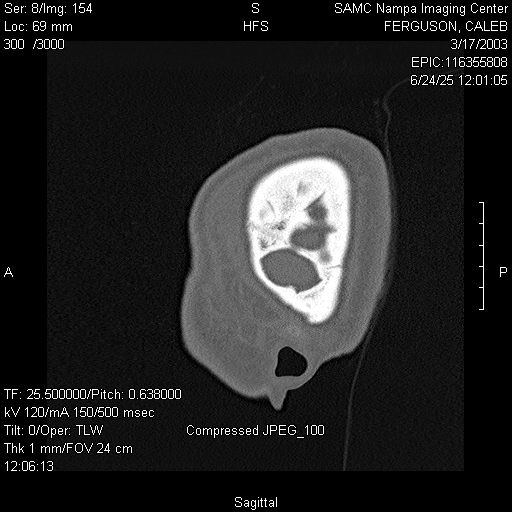 Ser: 8/Img: 154
Loc: 69 mm
300 /3000
S
HFS
SAMC Nampa Imaging Center
FERGUSON, CALEB
3/17/2003
EPIC:116355808
6/24/25 12:01:05
A
P
TF: 25.500000/Pitch: 0.638000
kV 120/mA 150/500 msec
Tilt: 0/Oper: TLW
Thk 1 mm/FOV 24 cm
12:06:13
Compressed JPEG_100
Sagittal